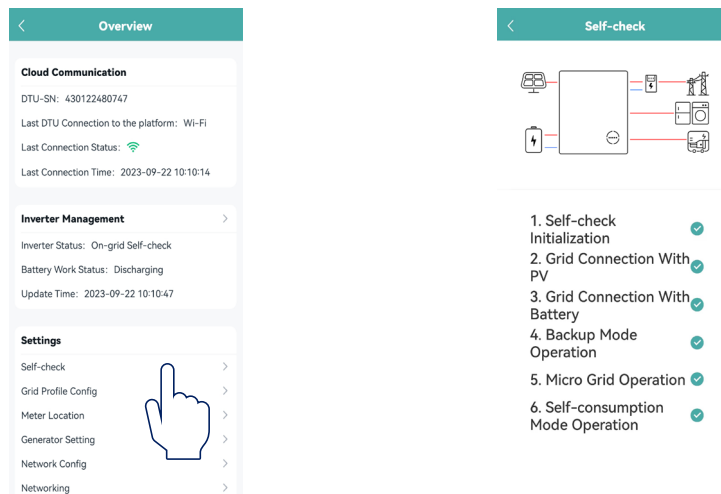 Overview
Cloud Communication
DTU-SN: 430122480747
Last DTU Connection to the platform: Wi-Fi
Last Connection Status:
Last Connection Time: 2023-09-22 10:10:14
Inverter Management
Inverter Status: On-grid Self-check
Battery Work Status: Discharging
Update Time: 2023-09-22 10:10:47
Settings
Self-check
Grid Profile Config
Meter Location
Generator Setting
Network Config
Networking
Self-check
1. Self-check
Initialization
2. Grid Connection With
PV
3. Grid Connection With
Battery
4. Backup Mode
Operation
5. Micro Grid Operation
6. Self-consumption
Mode Operation